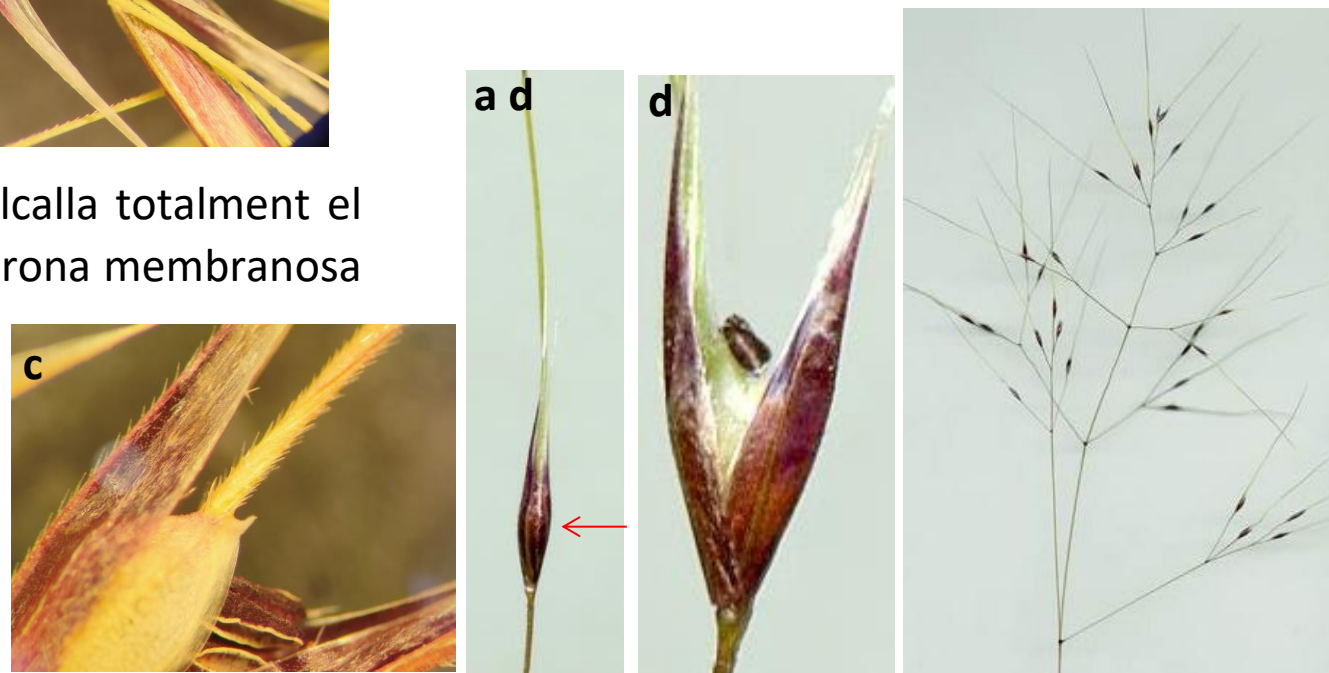 a d
d
lcalla totalment el
rona membranosa
c